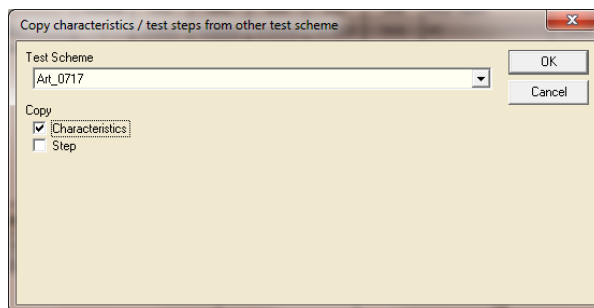 Copy characteristics / test steps from other test scheme
Test Scheme
Art_0717
OK
Cancel
Copy
Characteristics
Step